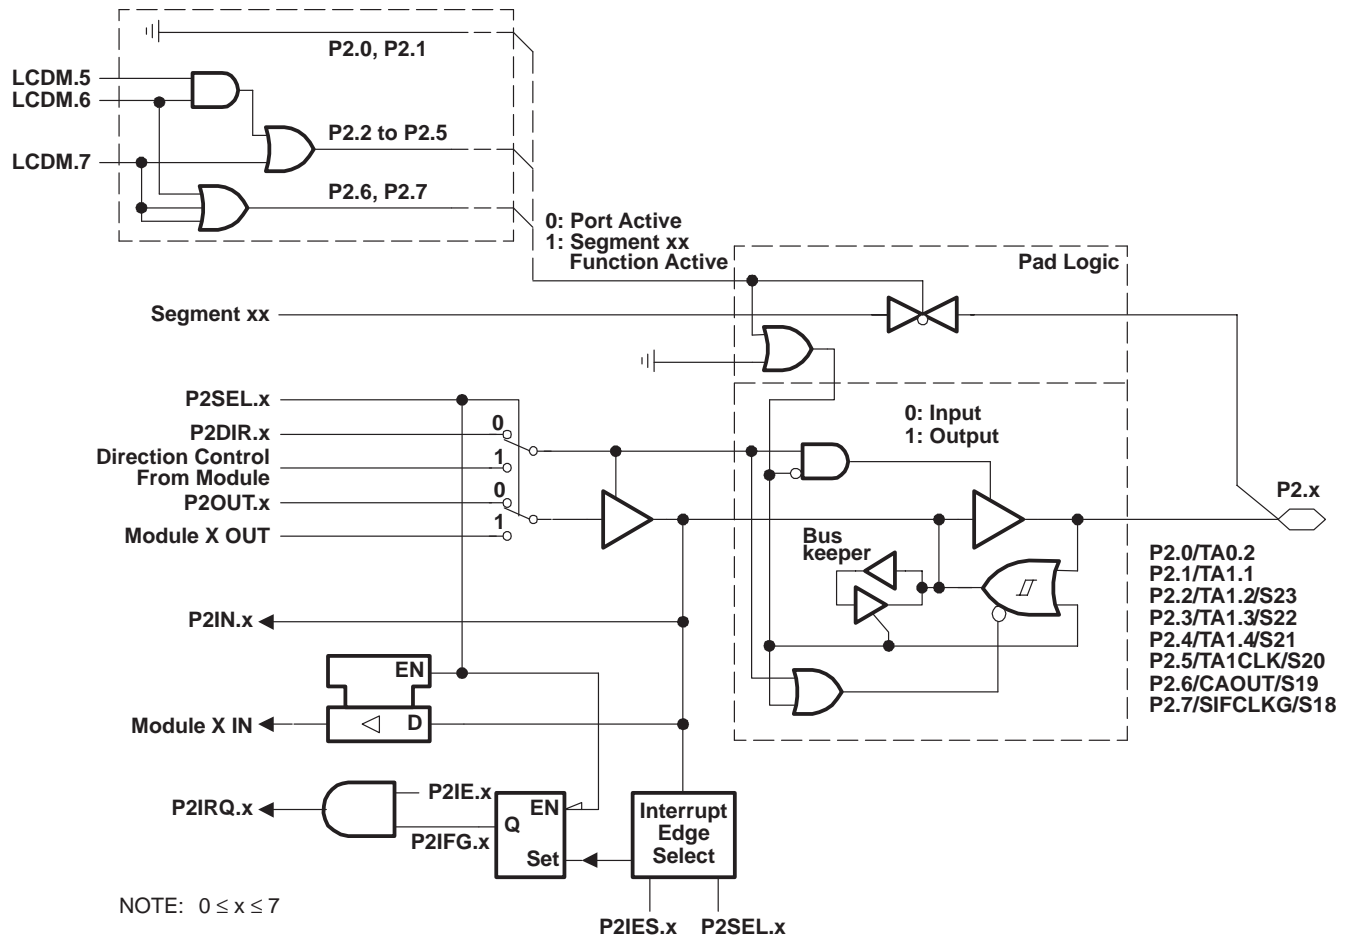 P2.0, P2.1
LCDM.5
LCDM.6
P2.2 to P2.5
LCDM.7
P2.6, P2.7
0: Port Active
1: Segment xx
Function Active
Pad Logic
Segment xx
P2SEL.x
0
P2DIR.x
Direction Control
From Module
1
P2OUT.x
0
Module X OUT
1
0: Input
1: Output
Bus
keeper
P2.x
P2.0/TA0.2
P2.1/TA1.1
P2.2/TA1.2/S23
P2.3/TA1.3/S22
P2.4/TA1.4/S21
P2.5/TA1CLK/S20
P2.6/CAOUT/S19
P2.7/SIFCLKG/S18
P2IN.x
EN
Module X IN
D
P2IRQ.x
P2IE.x
P2IFG.x
EN
Q
Set
Interrupt
Edge
Select
P2IES.x
P2SEL.x
NOTE: 0 ≤ x ≤ 7